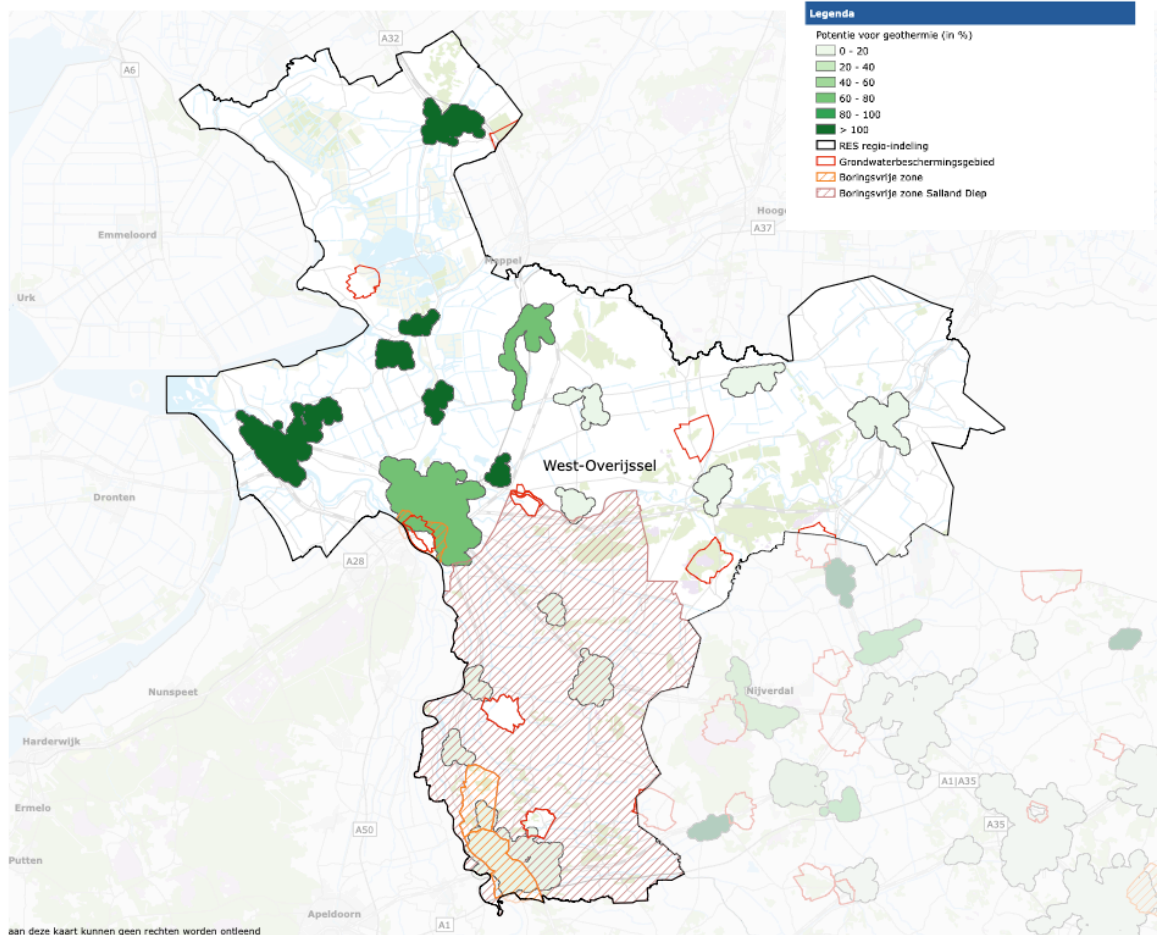 Legenda
Potentie voor geothermie (in %)
0 - 20
20 - 40
40 - 60
60 - 80
80 - 100
> 100
RES regio-indeling
Grondwaterbeschermingsgebied
Boringsvrije zone
Boringsvrije zone Salland Diep
A32
A6
Hooge
A37
Emmeloord
Meppel
Urk
West-Overijssel
Dronten
A28
Nunspeet
Nijverdal
Harderwijk
A1|A35
Ermelo
A50
A35
Putten
Apeldoorn
A1
aan deze kaart kunnen geen rechten worden ontleend